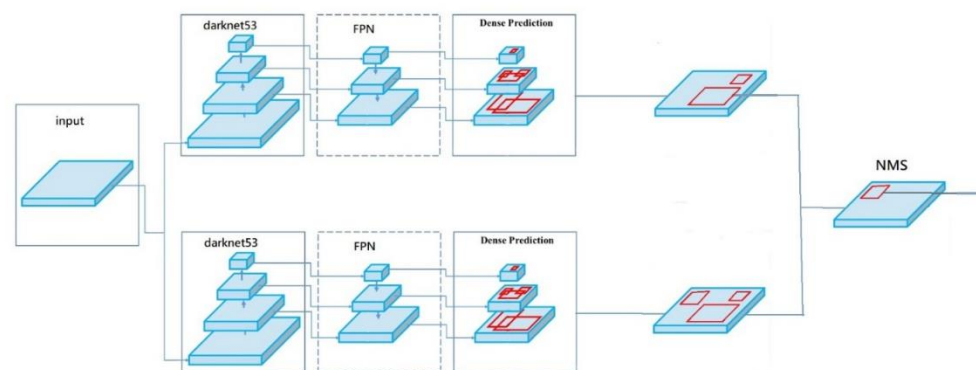 darknet53
FPN
Dense Prediction
input
NMS
darknet53
FPN
Dense Prediction